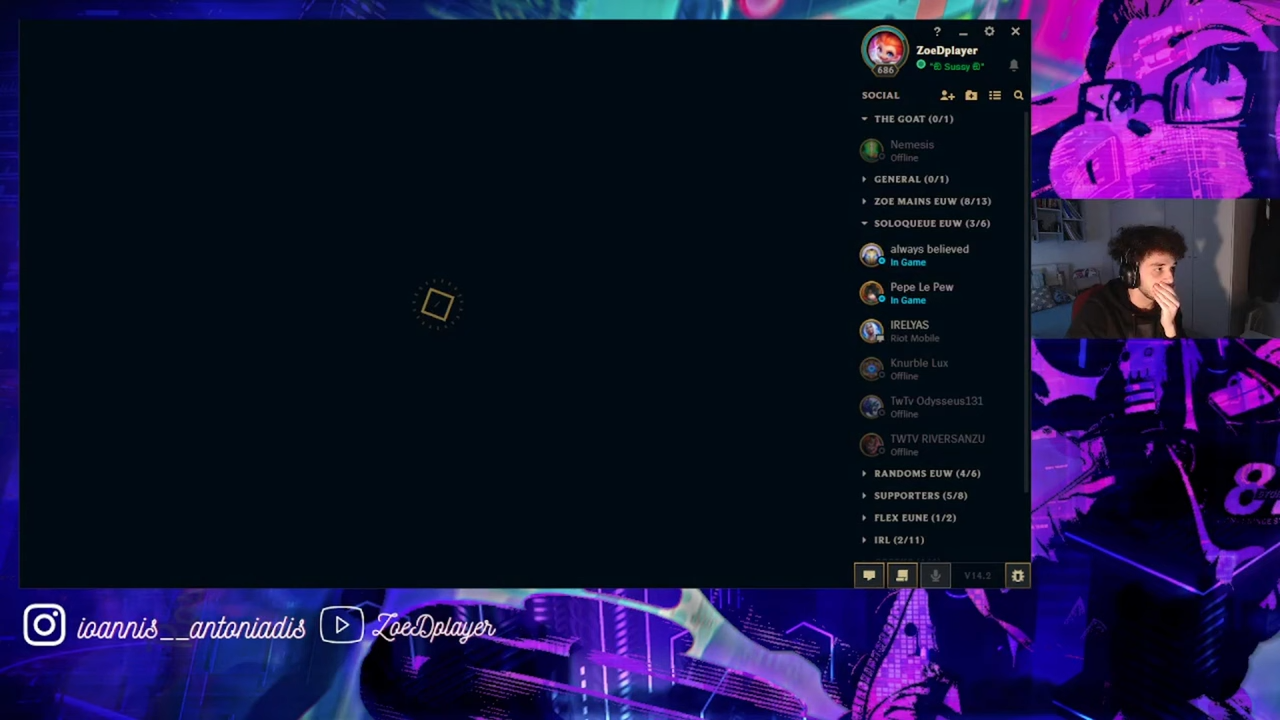 ?
ZoeDplayer
686
Sussy
SOCIAL
THE GOAT (0/1)
Nemesis
Offline
GENERAL (0/1)
ZOE MAINS EUW (8/13)
SOLOQUEUE EUW (3/6)
always believed
In Game
Pepe Le Pew
In Game
IRELYAS
Riot Mobile
Knurble Lux
Offline
TwTv Odysseus131
Offline
TWTV RIVERSANZU
Offline
RANDOMS EUW (4/6)
SUPPORTERS (5/8)
FLEX EUNE (1/2)
IRL (2/11)
V14.2
ioannis__antoniadis
ZoeDplayer